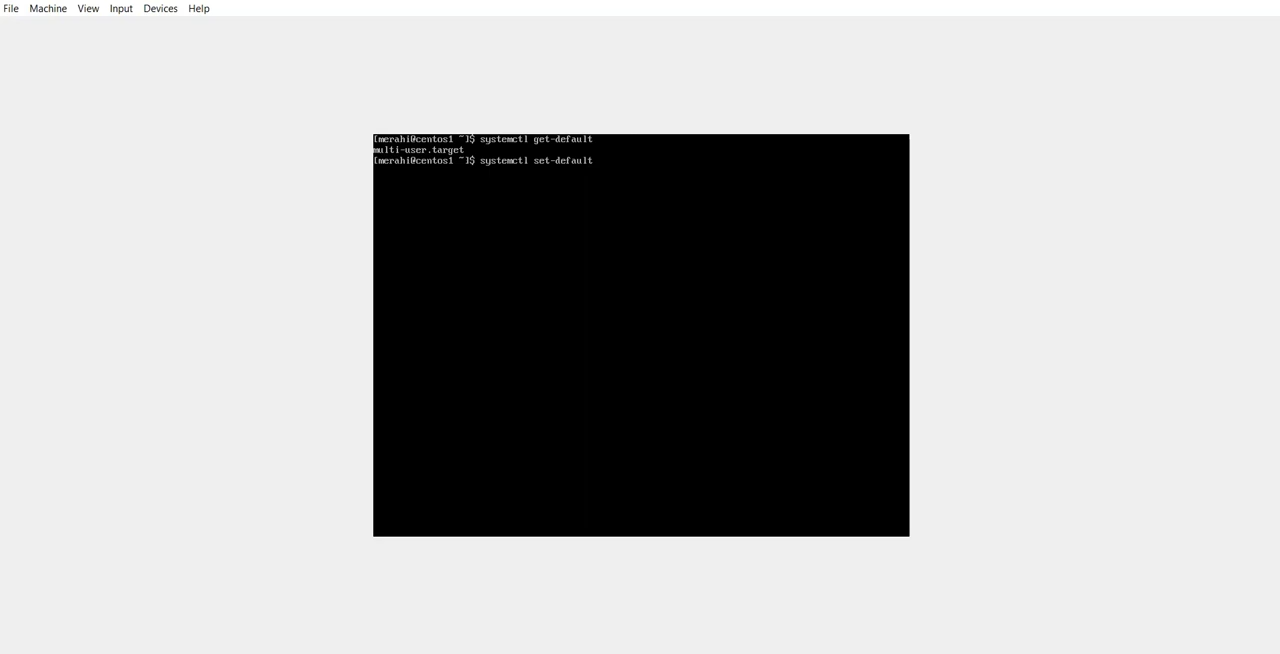 File Machine View Input Devices Help
[merahi@centos1 ~]$ systemctl get-default
multi-user.target
[merahi@centos1 ~]$ systemctl set-default